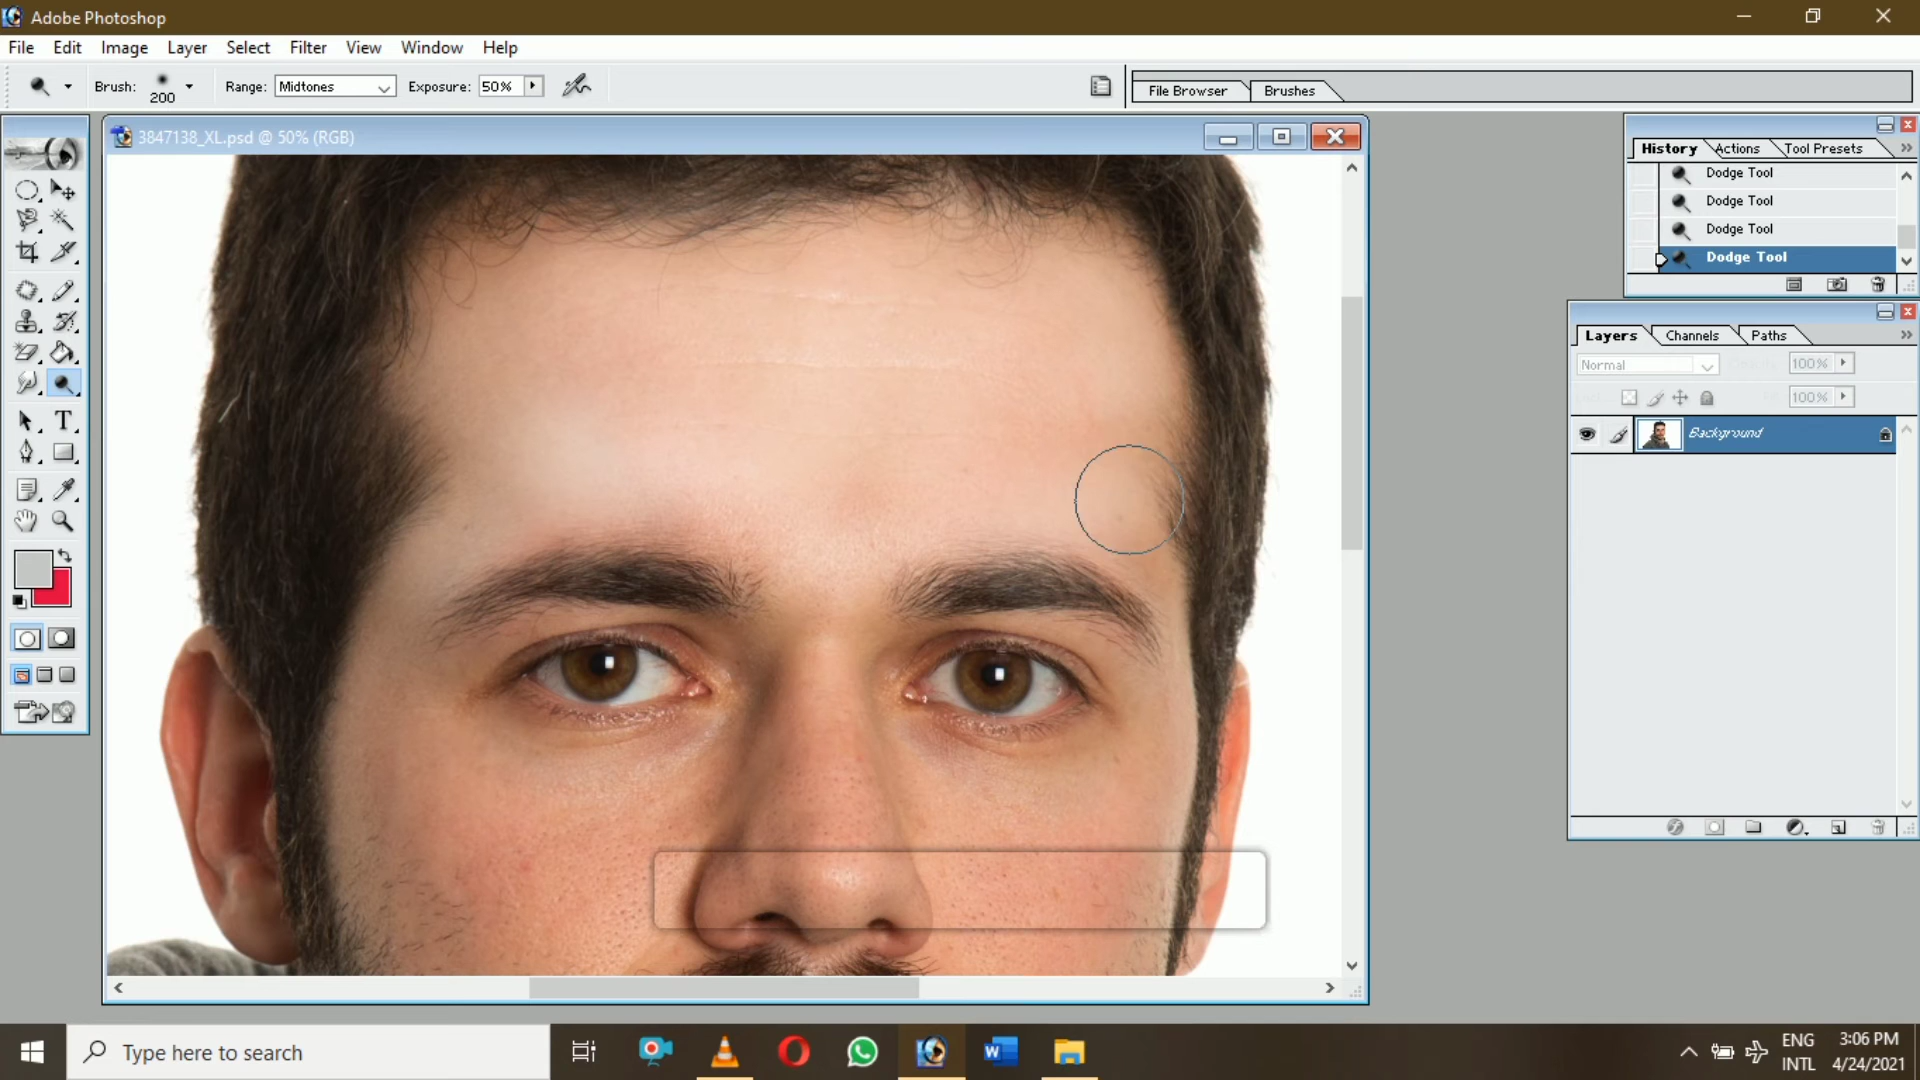 Adobe Photoshop
File Edit Image Layer Select Filter View Window Help
Brush: 200 Range: Midtones Exposure: 50% File Browser Brushes
3847138_XL.psd @ 50% (RGB)
History Actions Tool Presets
Dodge Tool
Dodge Tool
Dodge Tool
Dodge Tool
Layers Channels Paths
Normal 100%
100%
Background
T
Type here to search
W
ENG
INTL
3:06 PM
4/24/2021